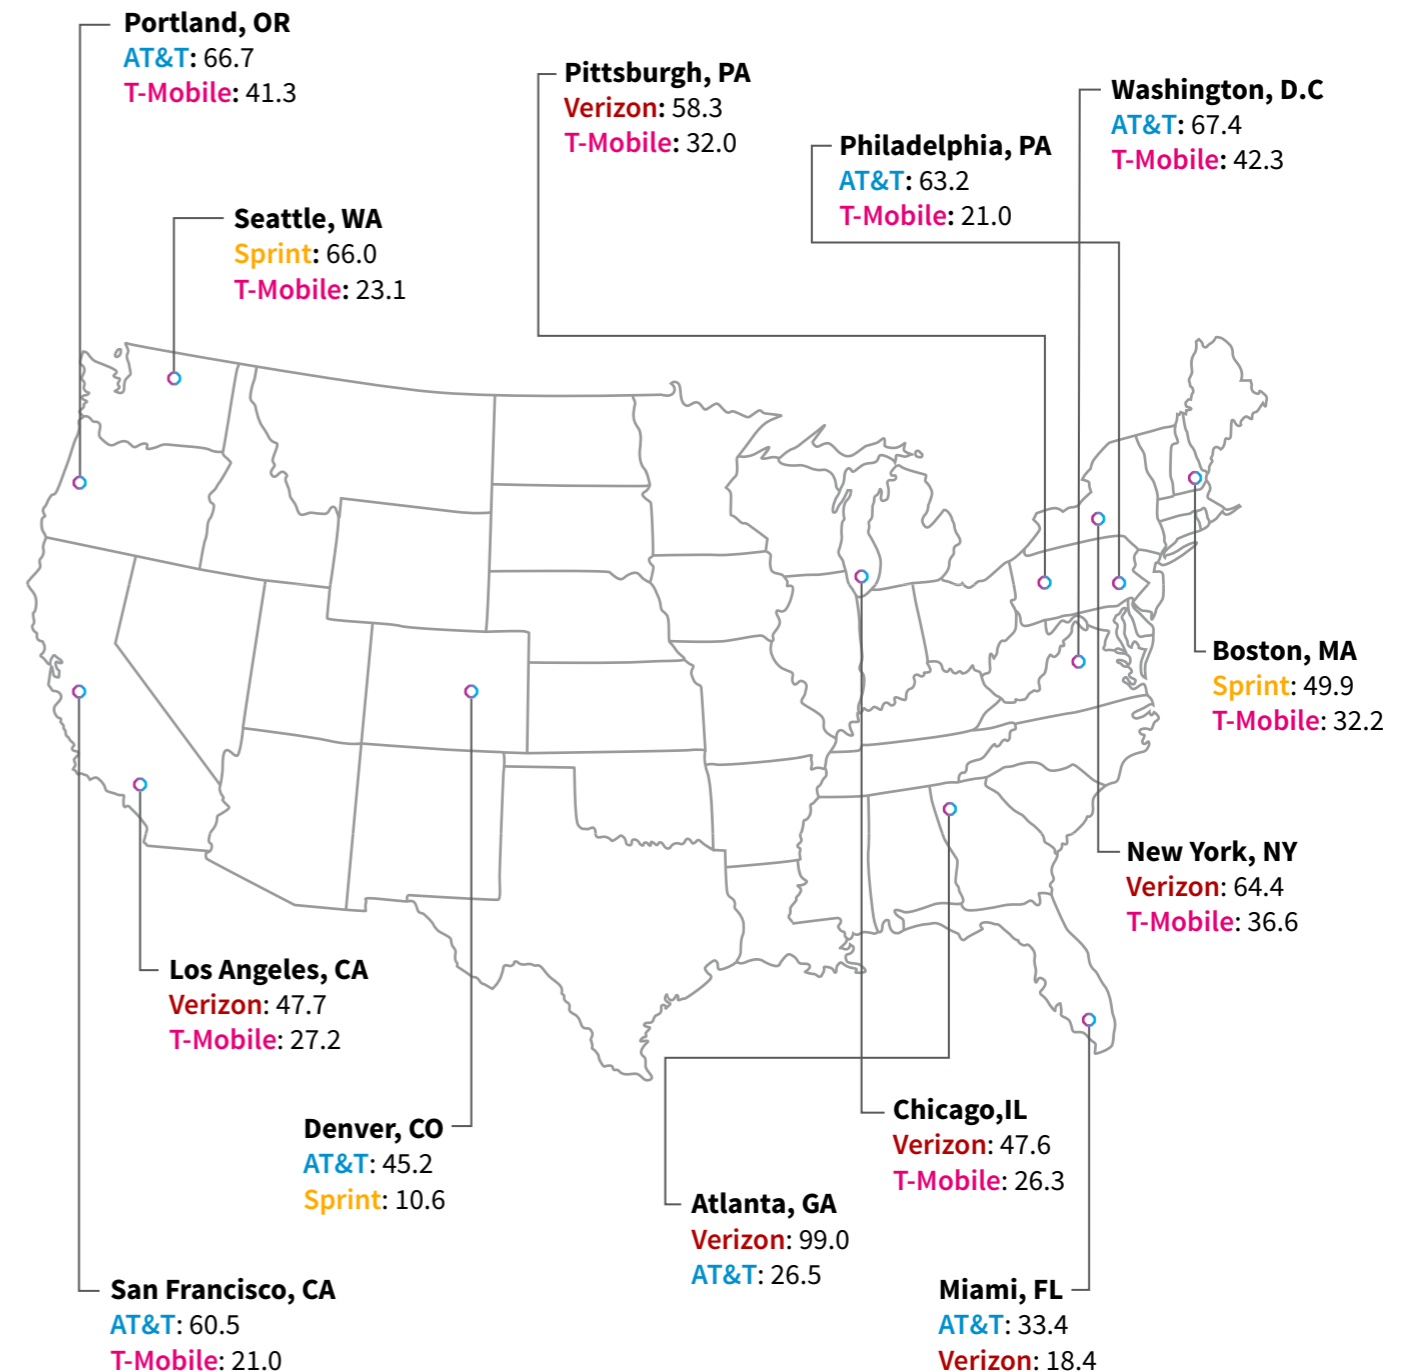 Portland, OR
AT&T: 66.7
T-Mobile: 41.3
Pittsburgh, PA
Verizon: 58.3
T-Mobile: 32.0
Washington, D.C
AT&T: 67.4
T-Mobile: 42.3
Philadelphia, PA
AT&T: 63.2
T-Mobile: 21.0
Seattle, WA
Sprint: 66.0
T-Mobile: 23.1
Boston, MA
Sprint: 49.9
T-Mobile: 32.2
New York, NY
Verizon: 64.4
T-Mobile: 36.6
Los Angeles, CA
Verizon: 47.7
T-Mobile: 27.2
Denver, CO
AT&T: 45.2
Sprint: 10.6
Chicago,IL
Verizon: 47.6
T-Mobile: 26.3
Atlanta, GA
Verizon: 99.0
AT&T: 26.5
San Francisco, CA
AT&T: 60.5
T-Mobile: 21.0
Miami, FL
AT&T: 33.4
Verizon: 18.4